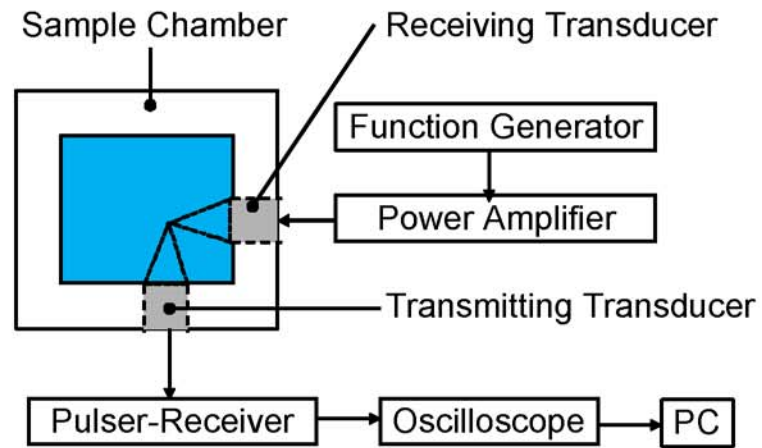 Sample Chamber
Receiving Transducer
Function Generator
Power Amplifier
Transmitting Transducer
Pulser-Receiver
Oscilloscope
PC